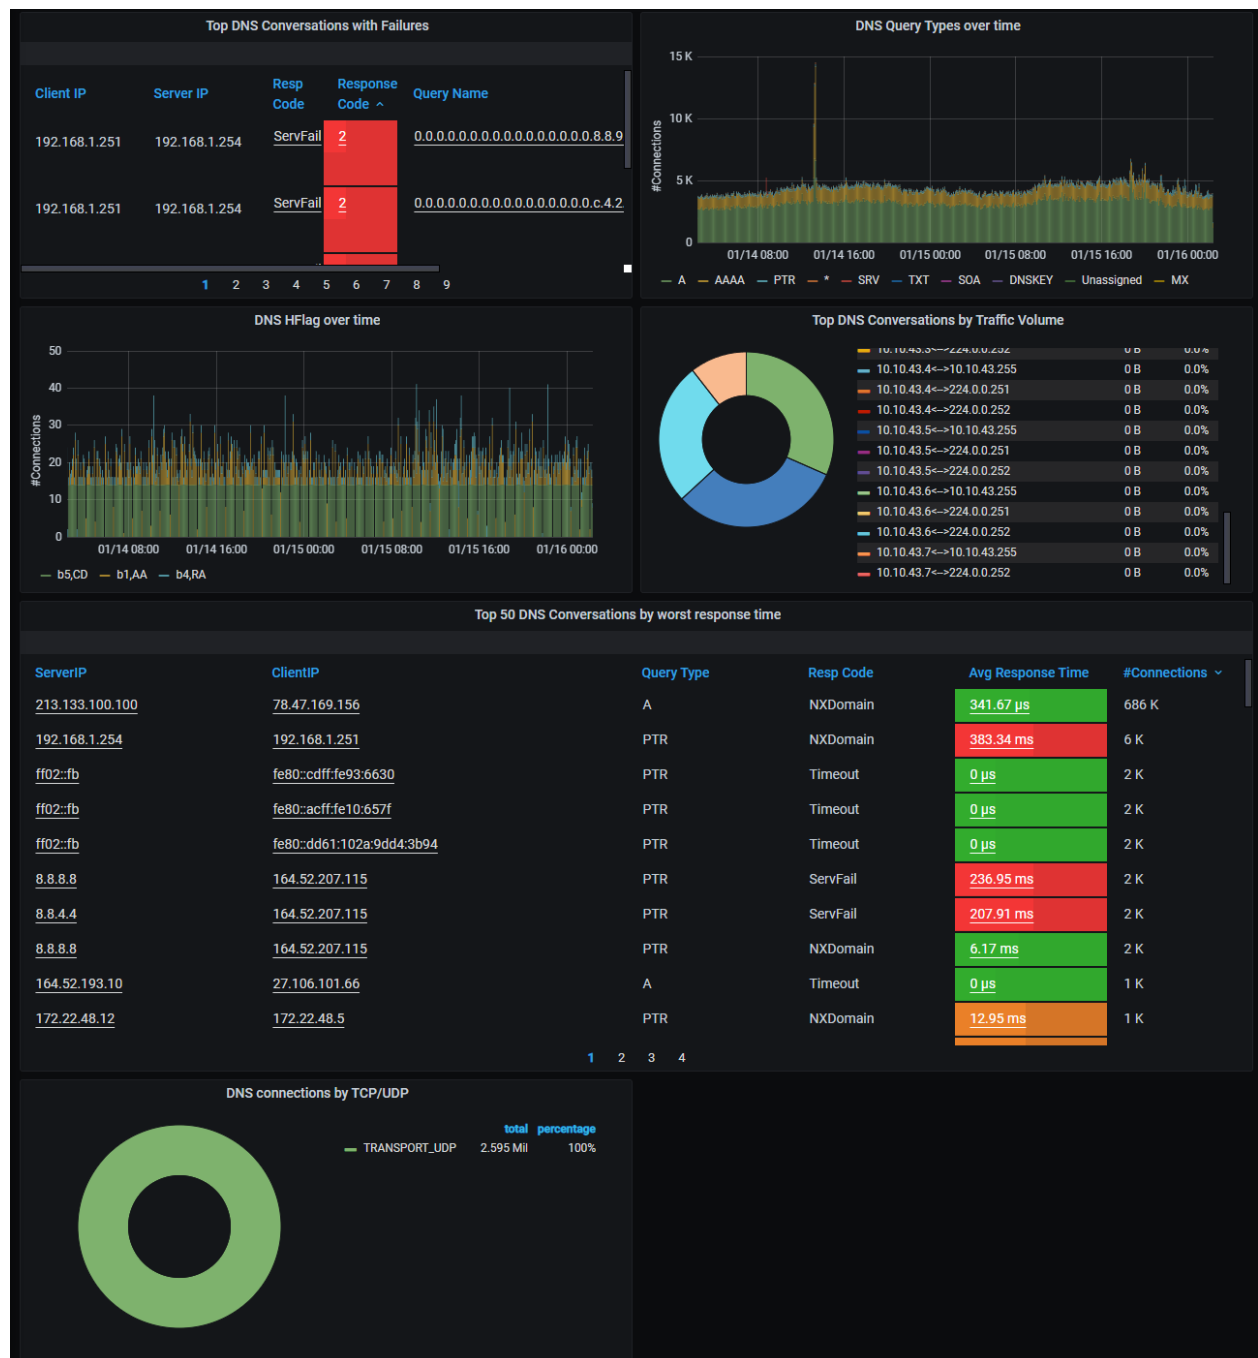 Top DNS Conversations with Failures
Client IP Server IP Resp Code Response Code Query Name
192.168.1.251 192.168.1.254 ServFail 2 0.0.0.0.0.0.0.0.0.0.0.0.0.0.0.0.8.8.9
192.168.1.251 192.168.1.254 ServFail 2 0.0.0.0.0.0.0.0.0.0.0.0.0.0.0.0.c.4.2.
1 2 3 4 5 6 7 8 9
DNS Query Types over time
15 K
10 K
5 K
0
#Connections
01/14 08:00 01/14 16:00 01/15 00:00 01/15 08:00 01/15 16:00 01/16 00:00
A AAAA PTR * SRV TXT SOA DNSKEY Unassigned MX
DNS HFlag over time
50
40
30
20
10
0
#Connections
01/14 08:00 01/14 16:00 01/15 00:00 01/15 08:00 01/15 16:00 01/16 00:00
b5,CD b1,AA b4,RA
Top DNS Conversations by Traffic Volume
10.10.43.3<-->224.0.0.252 0 B 0.0%
10.10.43.4<-->10.10.43.255 0 B 0.0%
10.10.43.4<-->224.0.0.251 0 B 0.0%
10.10.43.4<-->224.0.0.252 0 B 0.0%
10.10.43.5<-->10.10.43.255 0 B 0.0%
10.10.43.5<-->224.0.0.251 0 B 0.0%
10.10.43.5<-->224.0.0.252 0 B 0.0%
10.10.43.6<-->10.10.43.255 0 B 0.0%
10.10.43.6<-->224.0.0.251 0 B 0.0%
10.10.43.6<-->224.0.0.252 0 B 0.0%
10.10.43.7<-->10.10.43.255 0 B 0.0%
10.10.43.7<-->224.0.0.252 0 B 0.0%
Top 50 DNS Conversations by worst response time
ServerIP ClientIP Query Type Resp Code Avg Response Time #Connections
213.133.100.100 78.47.169.156 A NXDomain 341.67 µs 686 K
192.168.1.254 192.168.1.251 PTR NXDomain 383.34 ms 6 K
ff02::fb fe80::cdff:fe93:6630 PTR Timeout 0 µs 2 K
ff02::fb fe80::acff:fe10:657f PTR Timeout 0 µs 2 K
ff02::fb fe80::dd61:102a:9dd4:3b94 PTR Timeout 0 µs 2 K
8.8.8.8 164.52.207.115 PTR ServFail 236.95 ms 2 K
8.8.4.4 164.52.207.115 PTR ServFail 207.91 ms 2 K
8.8.8.8 164.52.207.115 PTR NXDomain 6.17 ms 2 K
164.52.193.10 27.106.101.66 A Timeout 0 µs 1 K
172.22.48.12 172.22.48.5 PTR NXDomain 12.95 ms 1 K
1 2 3 4
DNS connections by TCP/UDP
total percentage
TRANSPORT_UDP 2.595 Mil 100%